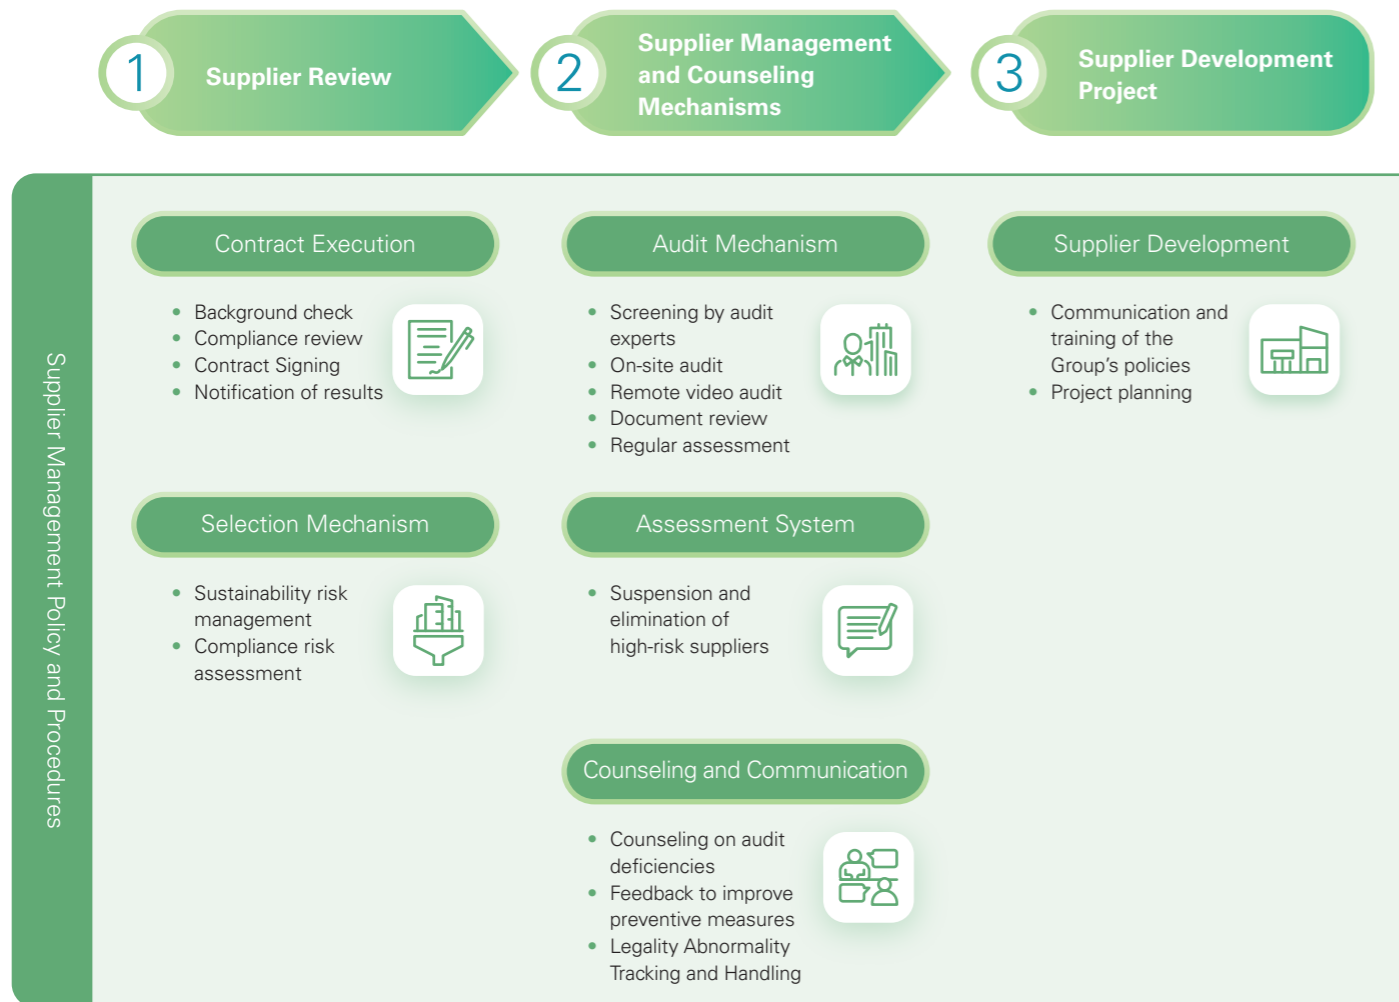 1
Supplier Review
2
Supplier Management
and Counseling
Mechanisms
3
Supplier Development
Project
Supplier Management Policy and Procedures
Contract Execution
• Background check
• Compliance review
• Contract Signing
• Notification of results
Selection Mechanism
• Sustainability risk
management
• Compliance risk
assessment
Audit Mechanism
• Screening by audit
experts
• On-site audit
• Remote video audit
• Document review
• Regular assessment
Assessment System
• Suspension and
elimination of
high-risk suppliers
Counseling and Communication
• Counseling on audit
deficiencies
• Feedback to improve
preventive measures
• Legality Abnormality
Tracking and Handling
Supplier Development
• Communication and
training of the
Group’s policies
• Project planning